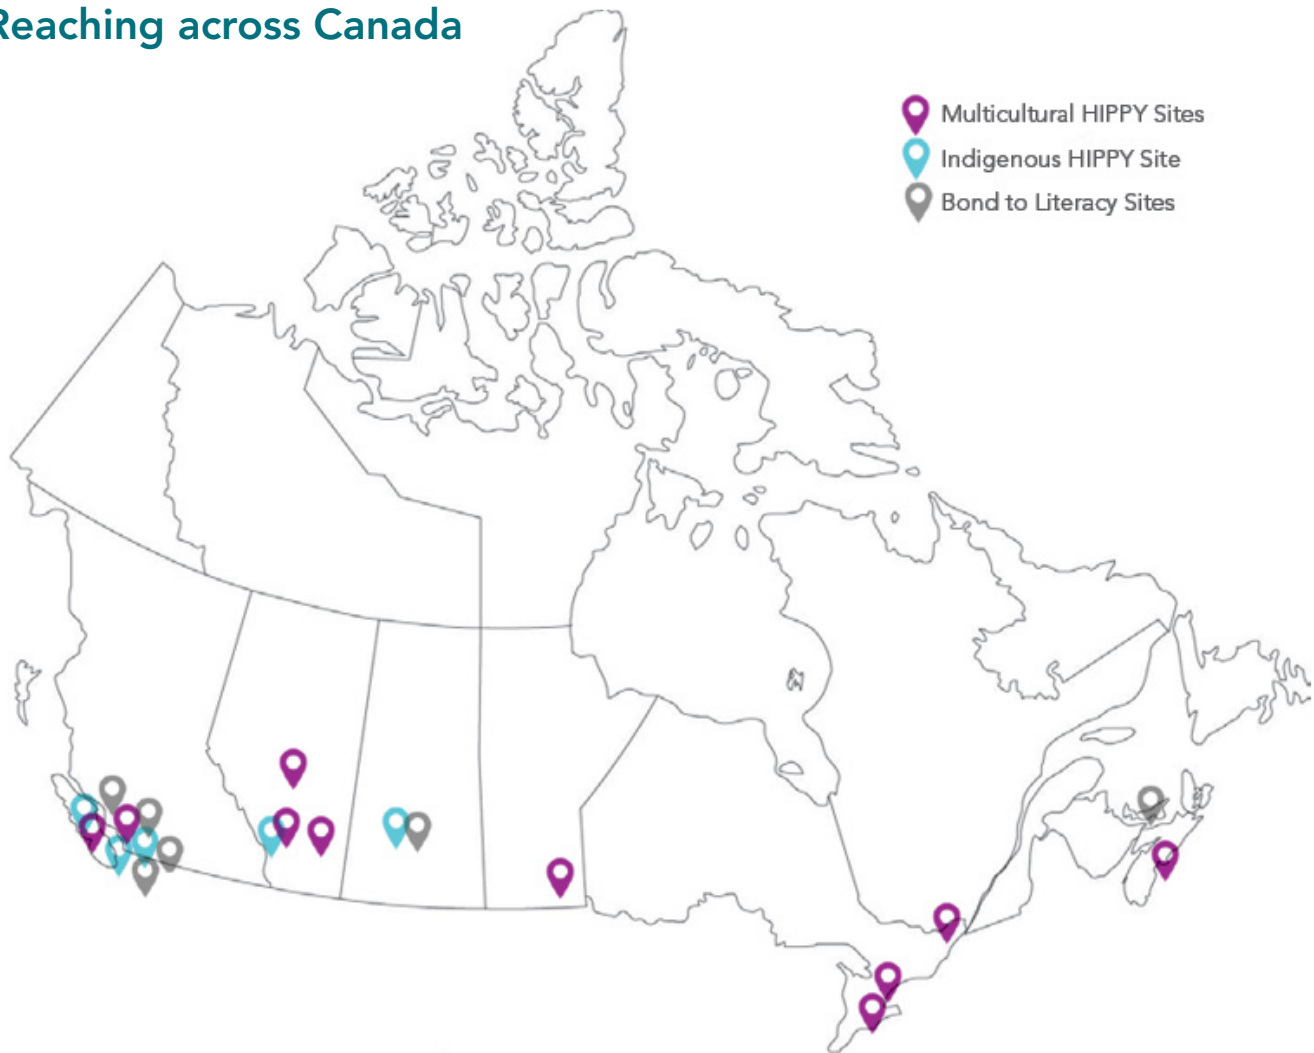 Reaching across Canada
Multicultural HIPPY Sites
Indigenous HIPPY Site
Bond to Literacy Sites